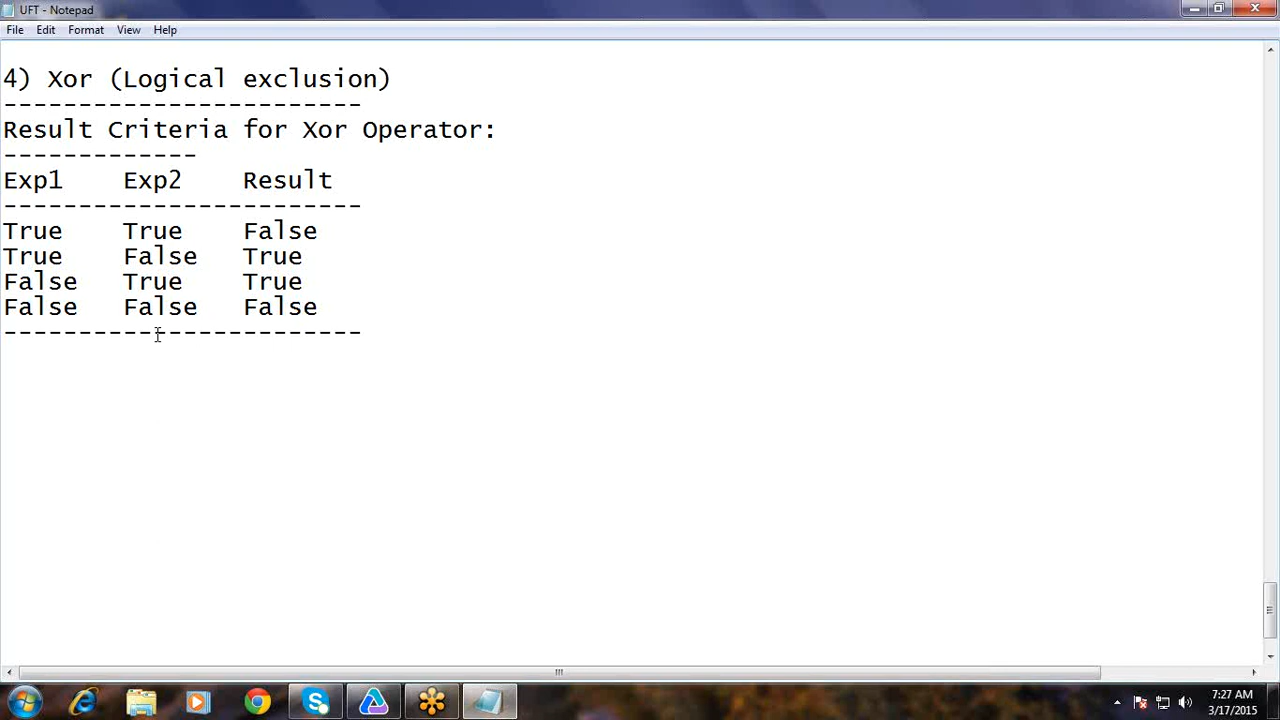 UFT - Notepad
File Edit Format View Help
4) Xor (Logical exclusion)
------------------------
Result Criteria for Xor Operator:
-------------
Exp1 Exp2 Result
------------------------
True True False
True False True
False True True
False False False
------------------------
7:27 AM
3/17/2015